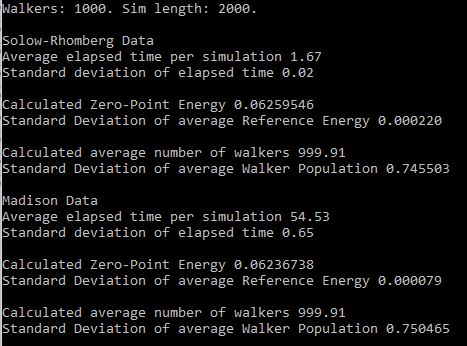 Walkers: 1000. Sim length: 2000.
Solow-Rhomberg Data
Average elapsed time per simulation 1.67
Standard deviation of elapsed time 0.02
Calculated Zero-Point Energy 0.06259546
Standard Deviation of average Reference Energy 0.000220
Calculated average number of walkers 999.91
Standard Deviation of average Walker Population 0.745503
Madison Data
Average elapsed time per simulation 54.53
Standard deviation of elapsed time 0.65
Calculated Zero-Point Energy 0.06236738
Standard Deviation of average Reference Energy 0.000079
Calculated average number of walkers 999.91
Standard Deviation of average Walker Population 0.750465